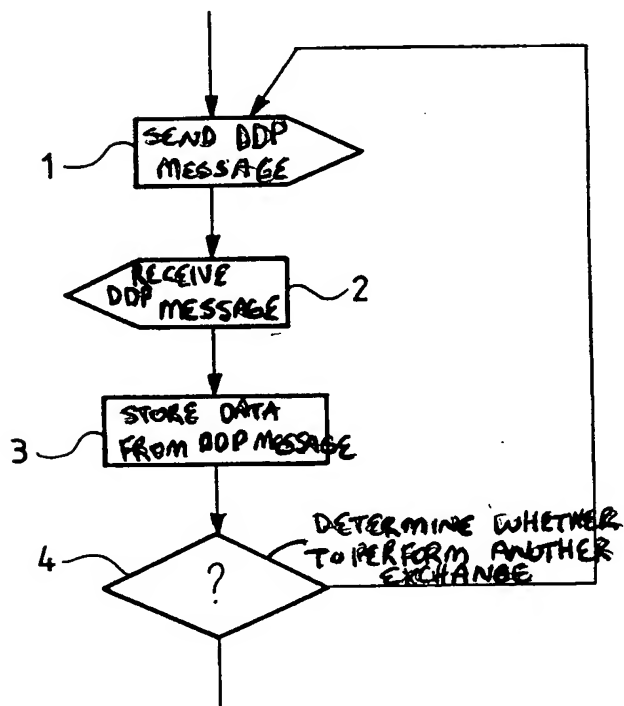 1
SEND DDP
MESSAGE
RECEIVE
DDP MESSAGE
2
STORE DATA
FROM DDP MESSAGE
3
DETERMINE WHETHER
TO PERFORM ANOTHER
EXCHANGE
4
?